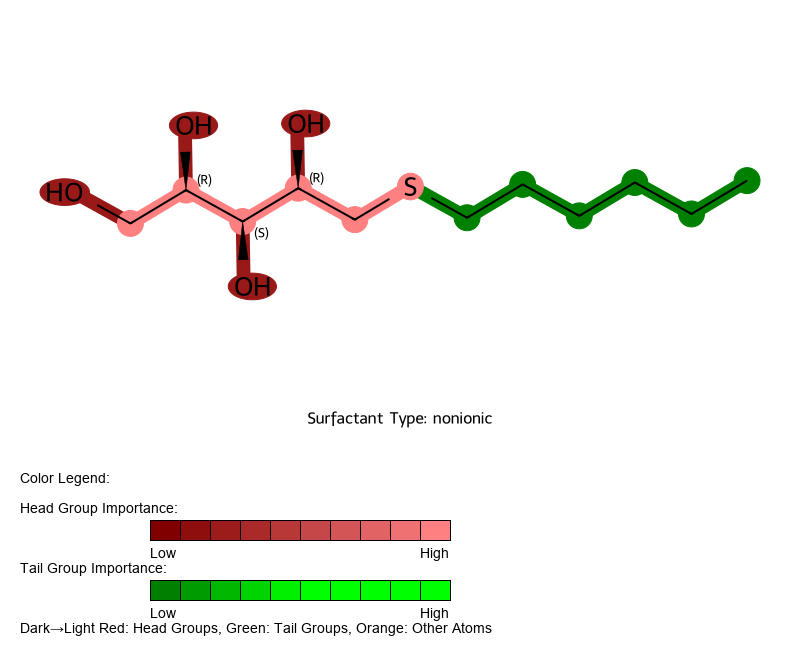 OH
OH
(R)
(R)
S
HO
(S)
OH
Surfactant Type: nonionic
Color Legend:
Head Group Importance:
Low High
Tail Group Importance:
Low High
Dark→Light Red: Head Groups, Green: Tail Groups, Orange: Other Atoms